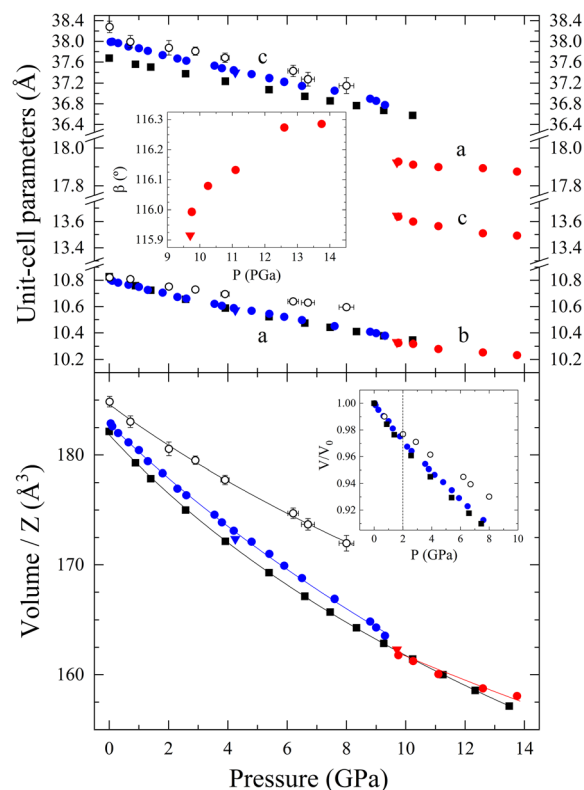 38.4
38.0
37.6
37.2
36.8
36.4
18.0
17.8
13.6
13.4
10.8
10.6
10.4
10.2
Unit-cell parameters (Å)
c
a
a
c
b
38.4
38.0
37.6
37.2
36.8
36.4
18.0
17.8
13.6
13.4
10.8
10.6
10.4
10.2
116.3
116.2
116.1
116.0
115.9
β (º)
9 10 11 12 13 14
P (PGa)
180
170
160
Volume / Z (Å³)
1.00
0.98
0.96
0.94
0.92
V/V₀
0 2 4 6 8 10
P (GPa)
0 2 4 6 8 10 12 14
Pressure (GPa)